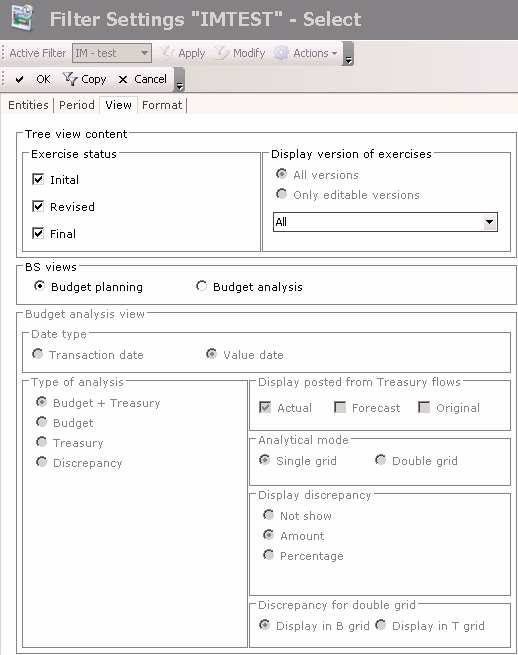 Filter Settings "IMTEST" - Select
Active Filter IM - test Apply Modify Actions
OK Copy Cancel
Entities Period View Format
Tree view content
Exercise status
Inital
Revised
Final
Display version of exercises
All versions
Only editable versions
All
BS views
Budget planning Budget analysis
Budget analysis view
Date type
Transaction date Value date
Type of analysis
Budget + Treasury
Budget
Treasury
Discrepancy
Display posted from Treasury flows
Actual Forecast Original
Analytical mode
Single grid Double grid
Display discrepancy
Not show
Amount
Percentage
Discrepancy for double grid
Display in B grid Display in T grid